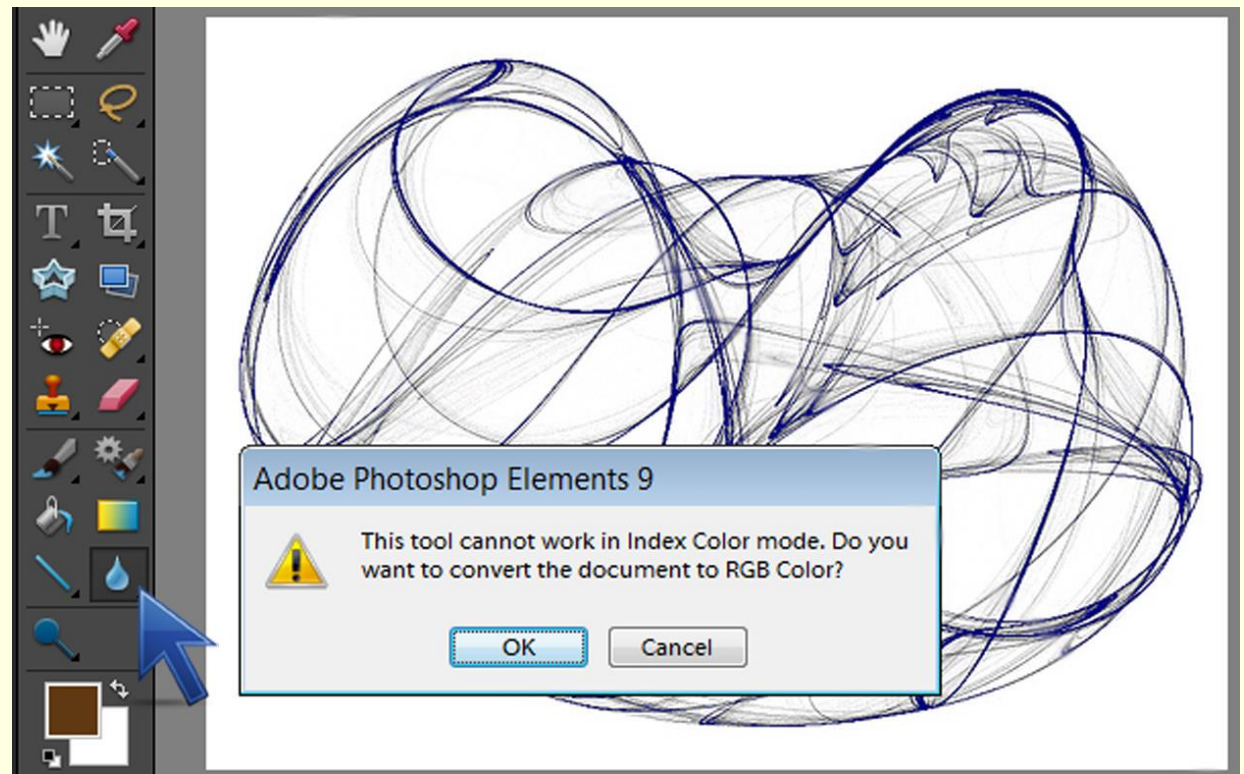 Adobe Photoshop Elements 9
This tool cannot work in Index Color mode. Do you
want to convert the document to RGB Color?
OK Cancel